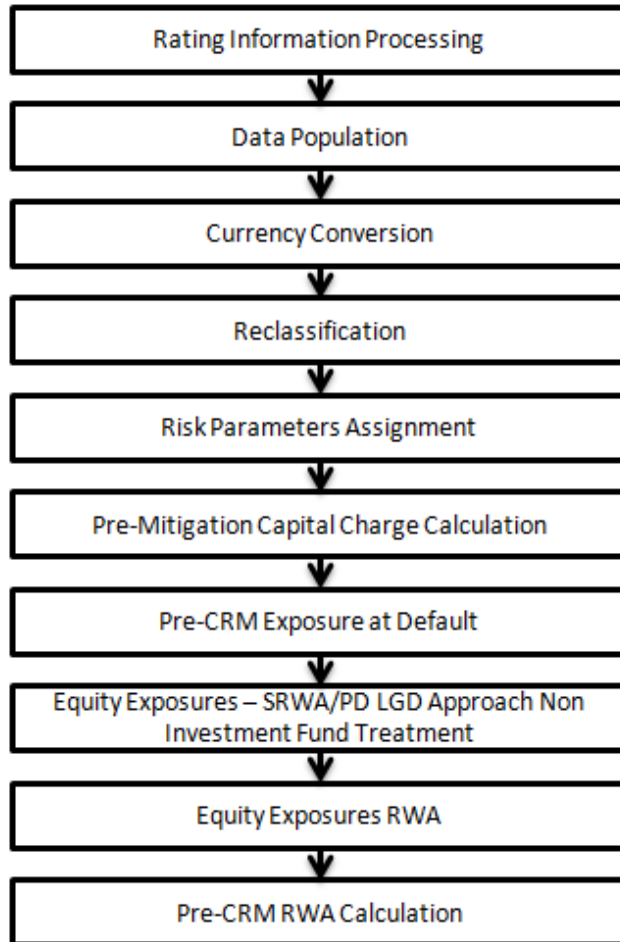 Rating Information Processing
Data Population
Currency Conversion
Reclassification
Risk Parameters Assignment
Pre-Mitigation Capital Charge Calculation
Pre-CRM Exposure at Default
Equity Exposures – SRWA/PD LGD Approach Non
Investment Fund Treatment
Equity Exposures RWA
Pre-CRM RWA Calculation